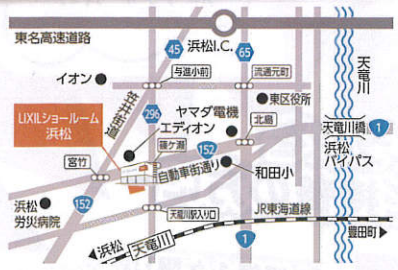 東名高速道路
浜松I.C.
45
65
天竜川
イオン
与進小前
流通元町
笠井街道
東区役所
LIXILショールーム
浜松
296
ヤマダ電機
エディオン
北島
篠ケ瀬
152
天竜川橋
1
浜松
バイパス
宮竹
自動車街通り
和田小
浜松
労災病院
152
天竜川駅入り口
JR東海道線
1
豊田町
浜松
天竜川